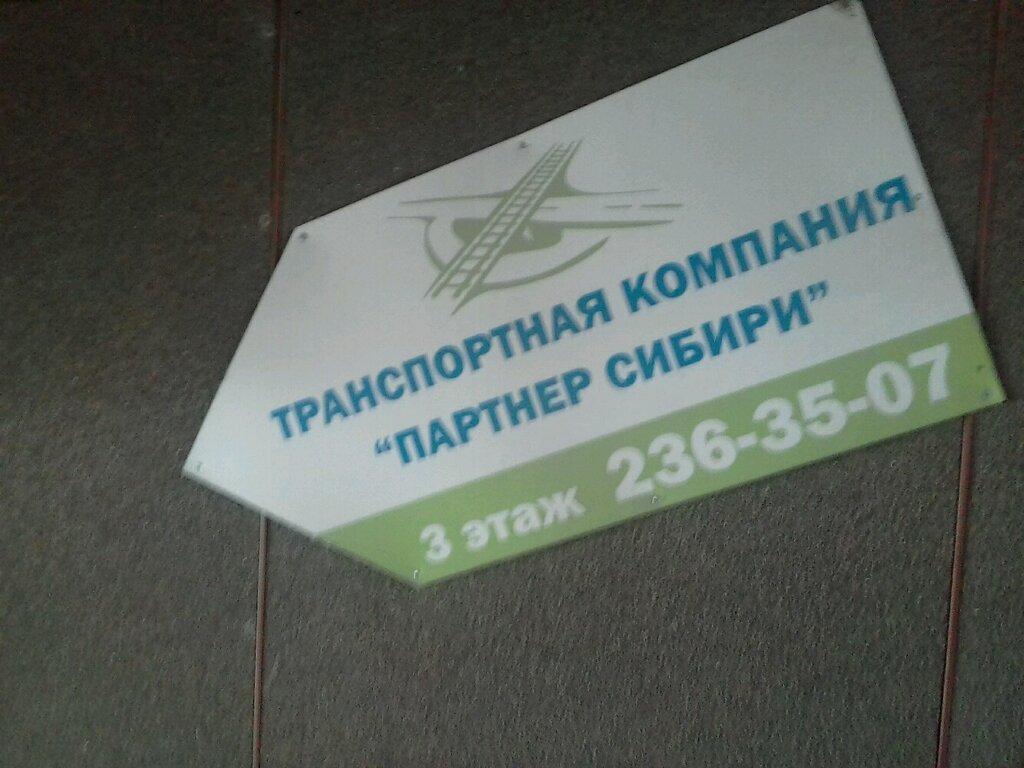 ТРАНСПОРТНАЯ КОМПАНИЯ
“ПАРТНЕР СИБИРИ”
3 этаж 236-35-07